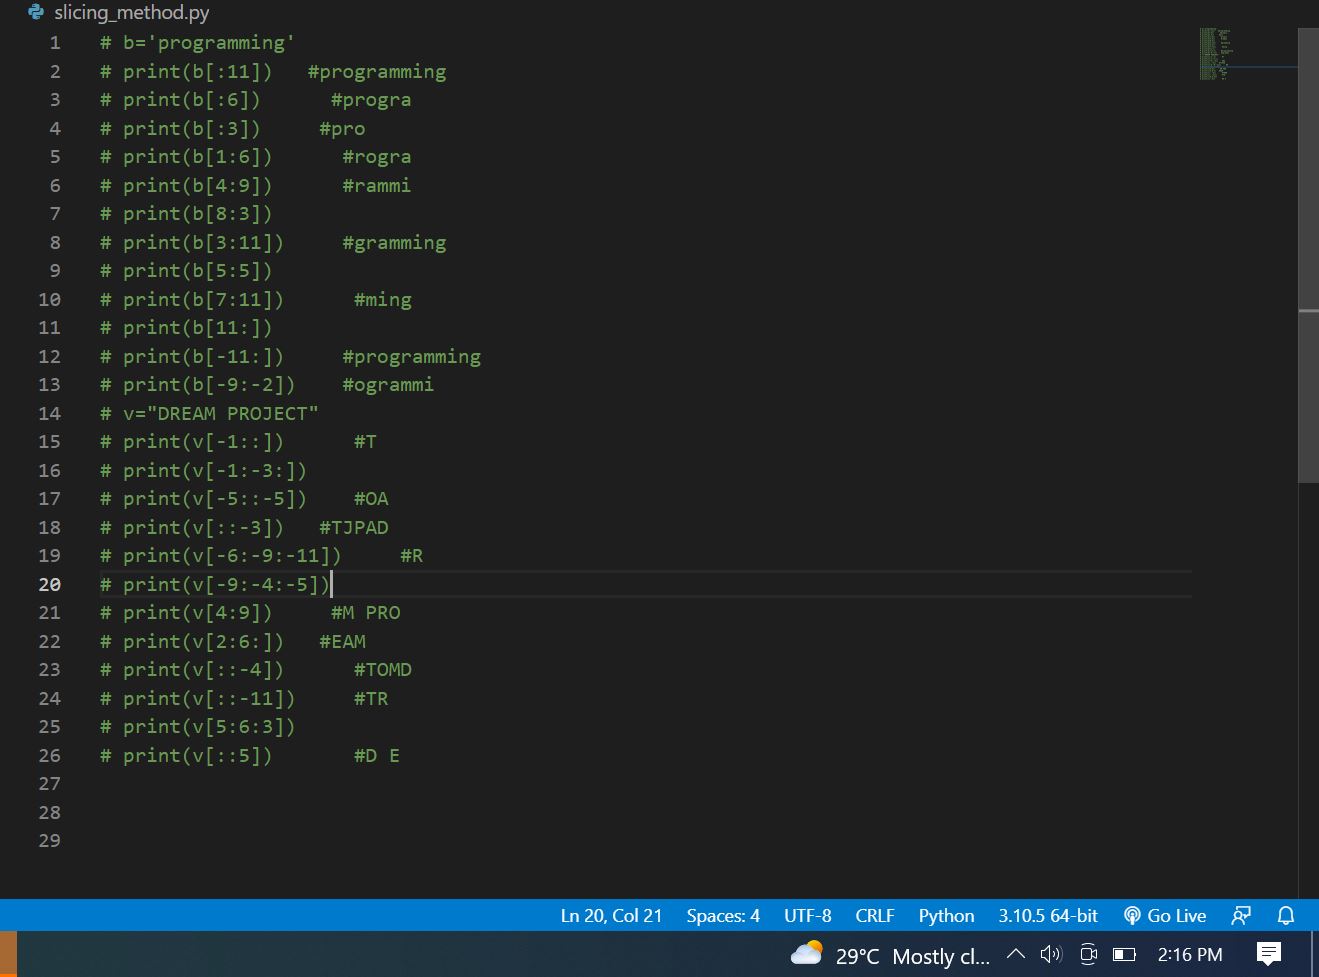 slicing_method.py
1 # b='programming'
2 # print(b[:11]) #programming
3 # print(b[:6]) #progra
4 # print(b[:3]) #pro
5 # print(b[1:6]) #rogra
6 # print(b[4:9]) #rammi
7 # print(b[8:3])
8 # print(b[3:11]) #gramming
9 # print(b[5:5])
10 # print(b[7:11]) #ming
11 # print(b[11:])
12 # print(b[-11:]) #programming
13 # print(b[-9:-2]) #ogrammi
14 # v="DREAM PROJECT"
15 # print(v[-1::]) #T
16 # print(v[-1:-3:])
17 # print(v[-5::-5]) #OA
18 # print(v[::-3]) #TJPAD
19 # print(v[-6:-9:-11]) #R
20 # print(v[-9:-4:-5])
21 # print(v[4:9]) #M PRO
22 # print(v[2:6:]) #EAM
23 # print(v[::-4]) #TOMD
24 # print(v[::-11]) #TR
25 # print(v[5:6:3])
26 # print(v[::5]) #D E
27
28
29
Ln 20, Col 21 Spaces: 4 UTF-8 CRLF Python 3.10.5 64-bit Go Live
29°C Mostly cl... 2:16 PM